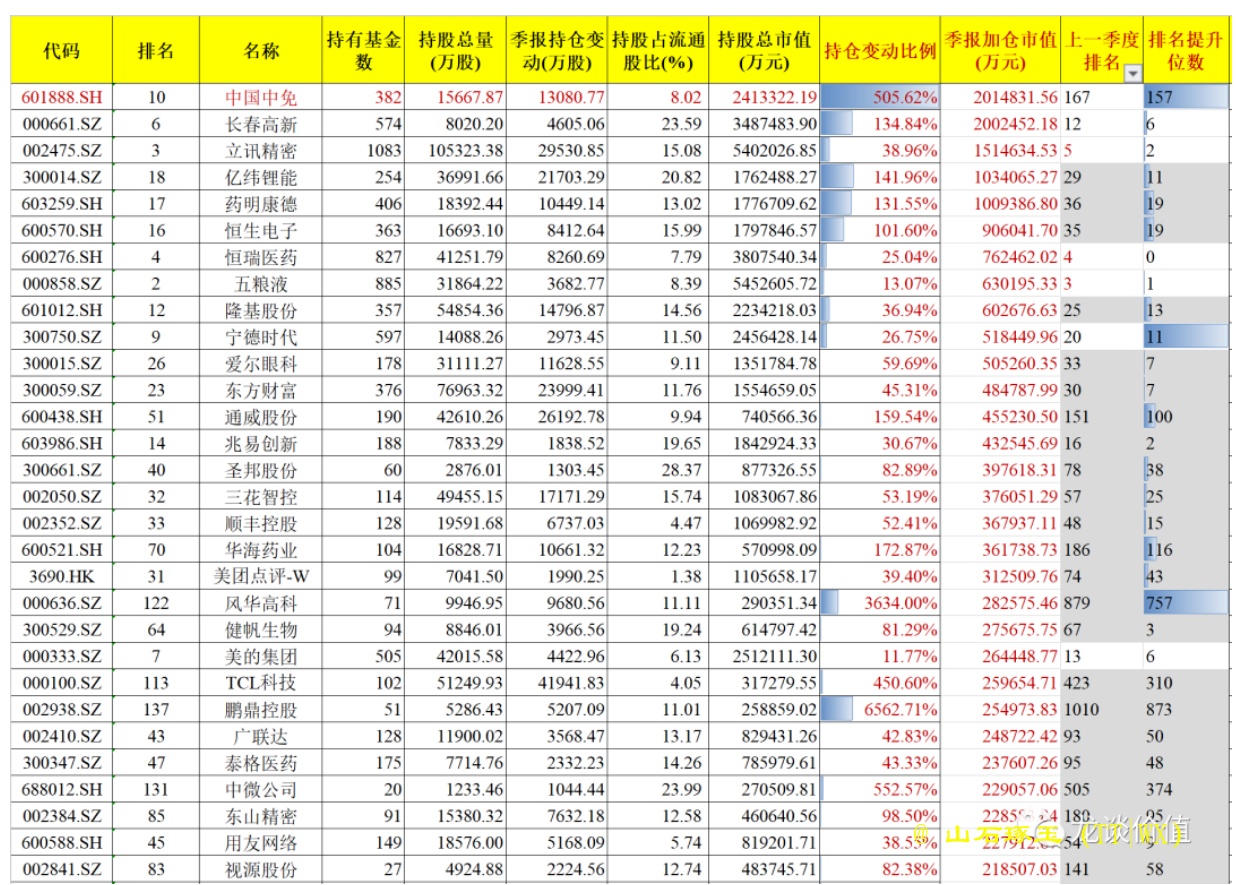 代码 排名 名称 持有基金数 持股总量(万股) 季报持仓变动(万股) 持股占流通股比(%) 持股总市值(万元) 持仓变动比例 季报加仓市值(万元) 上一季度排名 排名提升位数
601888.SH 10 中国中免 382 15667.87 13080.77 8.02 2413322.19 505.62% 2014831.56 167 157
000661.SZ 6 长春高新 574 8020.20 4605.06 23.59 3487483.90 134.84% 2002452.18 12 6
002475.SZ 3 立讯精密 1083 105323.38 29530.85 15.08 5402026.85 38.96% 1514634.53 5 2
300014.SZ 18 亿纬锂能 254 36991.66 21703.29 20.82 1762488.27 141.96% 1034065.27 29 11
603259.SH 17 药明康德 406 18392.44 10449.14 13.02 1776709.62 131.55% 1009386.80 36 19
600570.SH 16 恒生电子 363 16693.10 8412.64 15.99 1797846.57 101.60% 906041.70 35 19
600276.SH 4 恒瑞医药 827 41251.79 8260.69 7.79 3807540.34 25.04% 762462.02 4 0
000858.SZ 2 五粮液 885 31864.22 3682.77 8.39 5452605.72 13.07% 630195.33 3 1
601012.SH 12 隆基股份 357 54854.36 14796.87 14.56 2234218.03 36.94% 602676.63 25 13
300750.SZ 9 宁德时代 597 14088.26 2973.45 11.50 2456428.14 26.75% 518449.96 20 11
300015.SZ 26 爱尔眼科 178 31111.27 11628.55 9.11 1351784.78 59.69% 505260.35 33 7
300059.SZ 23 东方财富 376 76963.32 23999.41 11.76 1554659.05 45.31% 484787.99 30 7
600438.SH 51 通威股份 190 42610.26 26192.78 9.94 740566.36 159.54% 455230.50 151 100
603986.SH 14 兆易创新 188 7833.29 1838.52 19.65 1842924.33 30.67% 432545.69 16 2
300661.SZ 40 圣邦股份 60 2876.01 1303.45 28.37 877326.55 82.89% 397618.31 78 38
002050.SZ 32 三花智控 114 49455.15 17171.29 15.74 1083067.86 53.19% 376051.29 57 25
002352.SZ 33 顺丰控股 128 19591.68 6737.03 4.47 1069982.92 52.41% 367937.11 48 15
600521.SH 70 华海药业 104 16828.71 10661.32 12.23 570998.09 172.87% 361738.73 186 116
3690.HK 31 美团点评-W 99 7041.50 1990.25 1.38 1105658.17 39.40% 312509.76 74 43
000636.SZ 122 风华高科 71 9946.95 9680.56 11.11 290351.34 3634.00% 282575.46 879 757
300529.SZ 64 健帆生物 94 8846.01 3966.56 19.24 614797.42 81.29% 275675.75 67 3
000333.SZ 7 美的集团 505 42015.58 4422.96 6.13 2512111.30 11.77% 264448.77 13 6
000100.SZ 113 TCL科技 102 51249.93 41941.83 4.05 317279.55 450.60% 259654.71 423 310
002938.SZ 137 鹏鼎控股 51 5286.43 5207.09 11.01 258859.02 6562.71% 254973.83 1010 873
002410.SZ 43 广联达 128 11900.02 3568.47 13.17 829431.26 42.83% 248722.42 93 50
300347.SZ 47 泰格医药 175 7714.76 2332.23 14.26 785979.61 43.33% 237607.26 95 48
688012.SH 131 中微公司 20 1233.46 1044.44 23.99 270509.81 552.57% 229057.06 505 374
002384.SZ 85 东山精密 91 15380.32 7632.18 12.58 460640.56 98.50% 180 95
600588.SH 45 用友网络 149 18576.00 5168.09 5.74 819201.71 38.55% 54 9
002841.SZ 83 视源股份 27 4924.88 2224.56 12.74 483745.71 82.38% 218507.03 141 58
龙谈价值